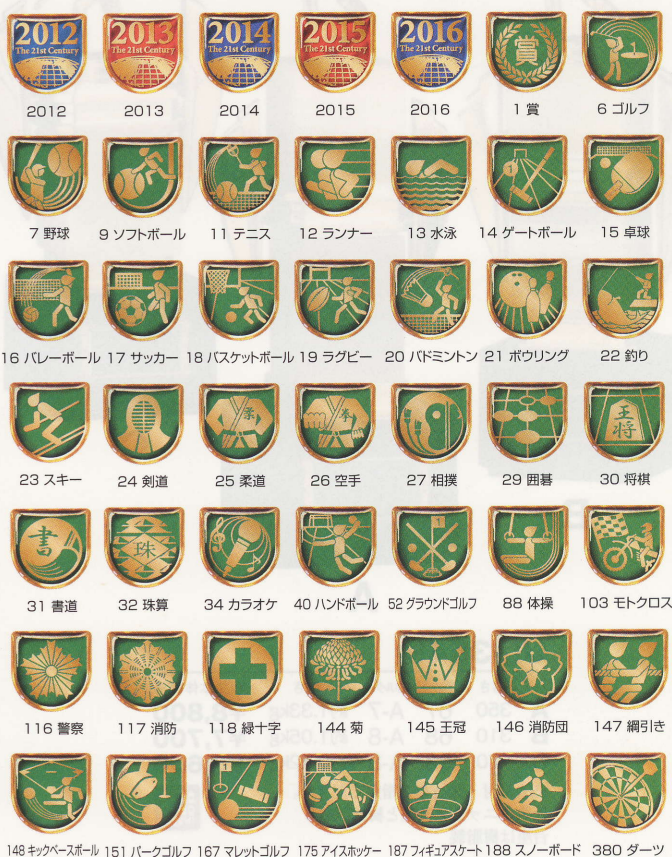 2012 2013 2014 2015 2016 賞
The 21st Century The 21st Century The 21st Century The 21st Century The 21st Century
2012 2013 2014 2015 2016 1 賞 6 ゴルフ
7 野球 9 ソフトボール 11 テニス 12 ランナー 13 水泳 14 ゲートボール 15 卓球
16 バレーボール 17 サッカー 18 バスケットボール 19 ラグビー 20 バドミントン 21 ボウリング 22 釣り
柔
王将
23 スキー 24 剣道 25 柔道 26 空手 27 相撲 29 囲碁 30 将棋
書 珠 1
31 書道 32 珠算 34 カラオケ 40 ハンドボール 52 グラウンドゴルフ 88 体操 103 モトクロス
116 警察 117 消防 118 緑十字 144 菊 145 王冠 146 消防団 147 綱引き
1
148 キックベースボール 151 パークゴルフ 167 マレットゴルフ 175 アイスホッケー 187 フィギュアスケート 188 スノーボード 380 ダーツ